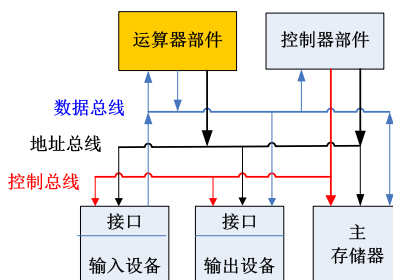 运算器部件
控制器部件
数据总线
地址总线
控制总线
接口
输入设备
接口
输出设备
主
存储器